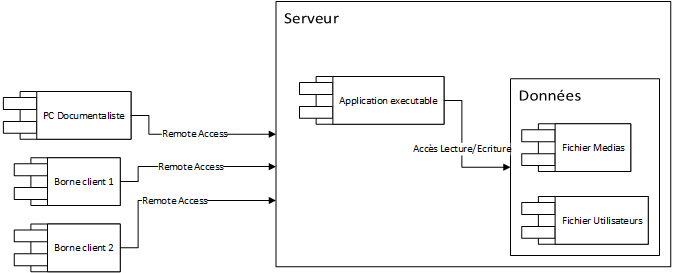 Serveur
Application executable
Données
Accès Lecture/Ecriture
Fichier Medias
Fichier Utilisateurs
PC Documentaliste
Remote Access
Borne client 1
Remote Access
Borne client 2
Remote Access